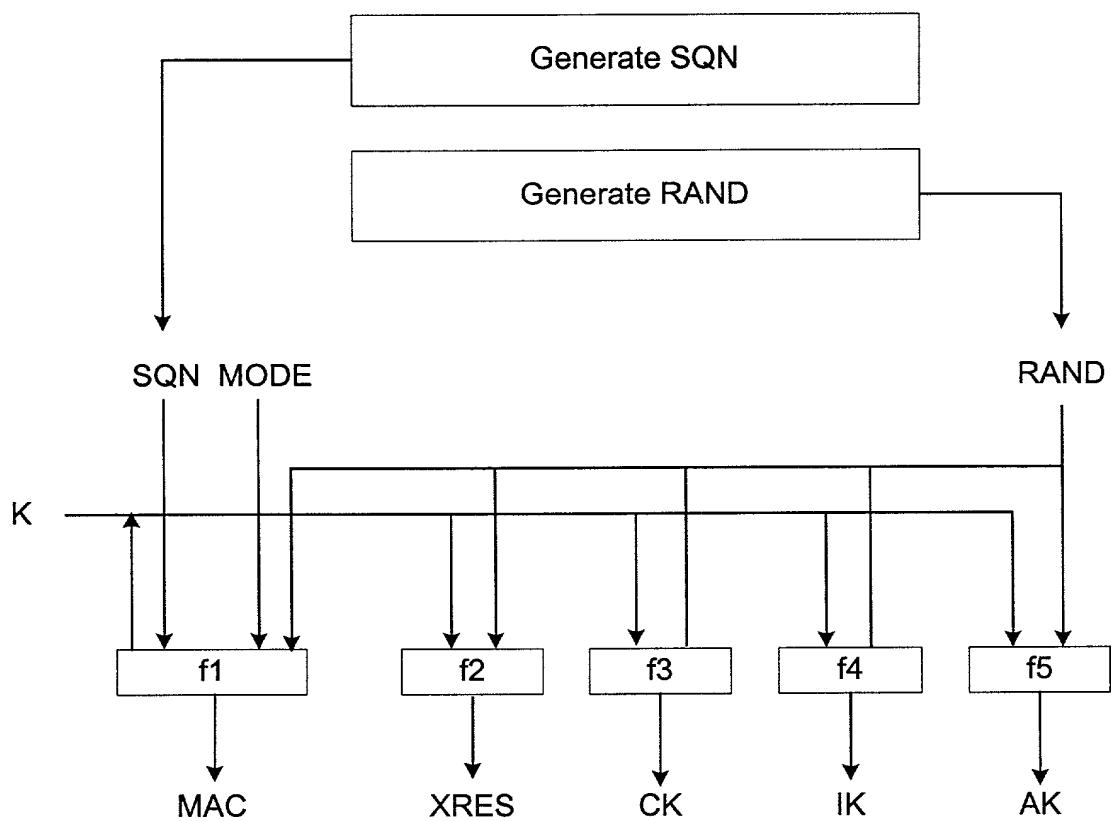 Generate SQN
Generate RAND
SQN MODE
RAND
K
f1
f2
f3
f4
f5
MAC
XRES
CK
IK
AK